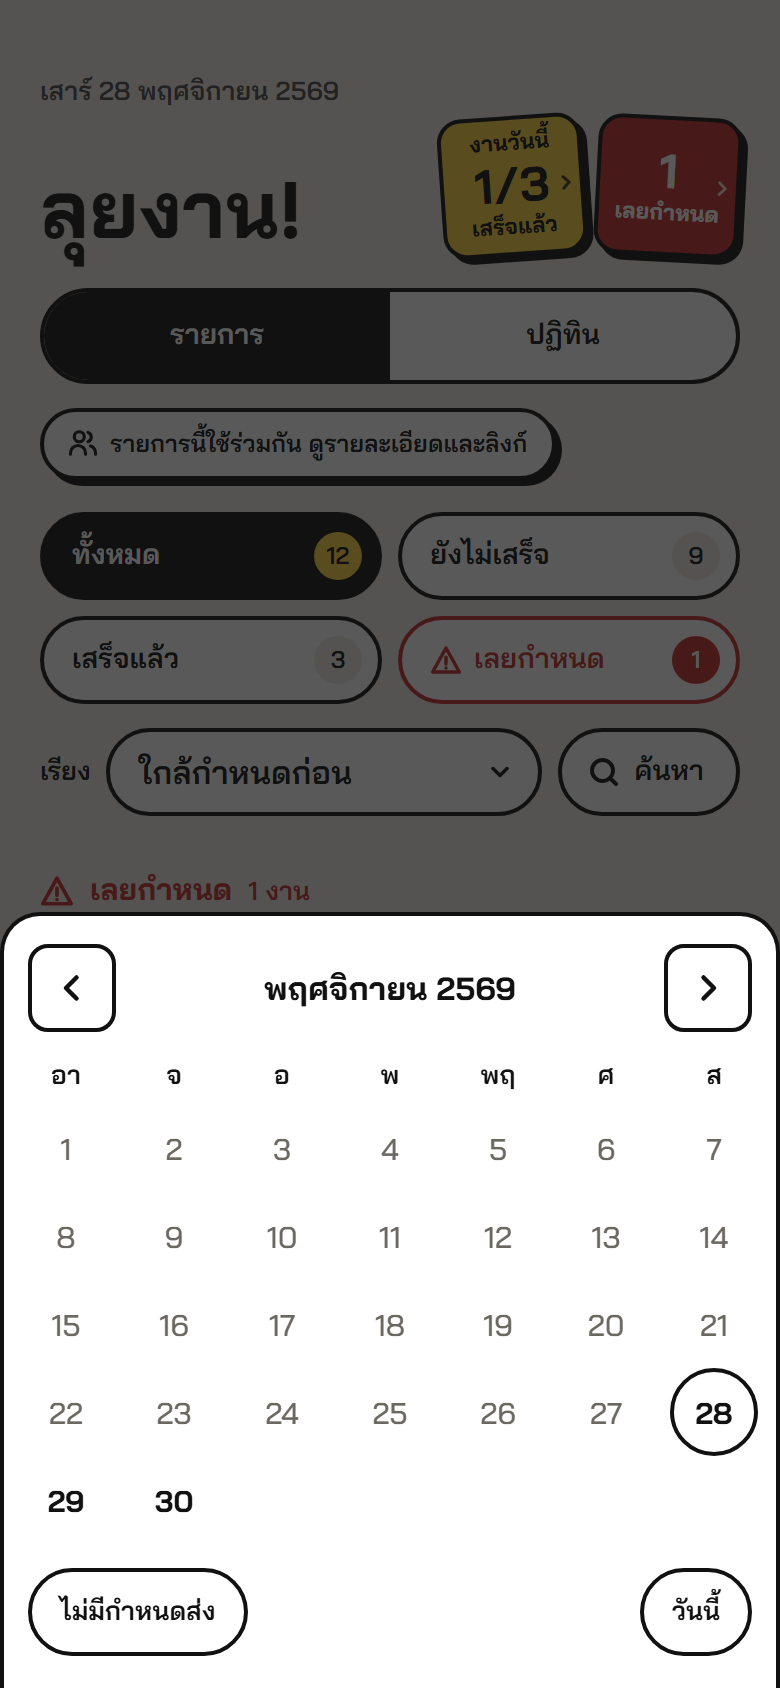 เสาร์ 28 พฤศจิกายน 2569
ลุยงาน!
งานวันนี้
1/3
เสร็จแล้ว
1
เลยกำหนด
รายการ
ปฏิทิน
รายการนี้ใช้ร่วมกัน ดูรายละเอียดและลิงก์
ทั้งหมด 12
ยังไม่เสร็จ 9
เสร็จแล้ว 3
เลยกำหนด 1
เรียง ใกล้กำหนดก่อน ค้นหา
เลยกำหนด 1 งาน
พฤศจิกายน 2569
อา จ อ พ พฤ ศ ส
1 2 3 4 5 6 7
8 9 10 11 12 13 14
15 16 17 18 19 20 21
22 23 24 25 26 27 28
29 30
ไม่มีกำหนดส่ง วันนี้